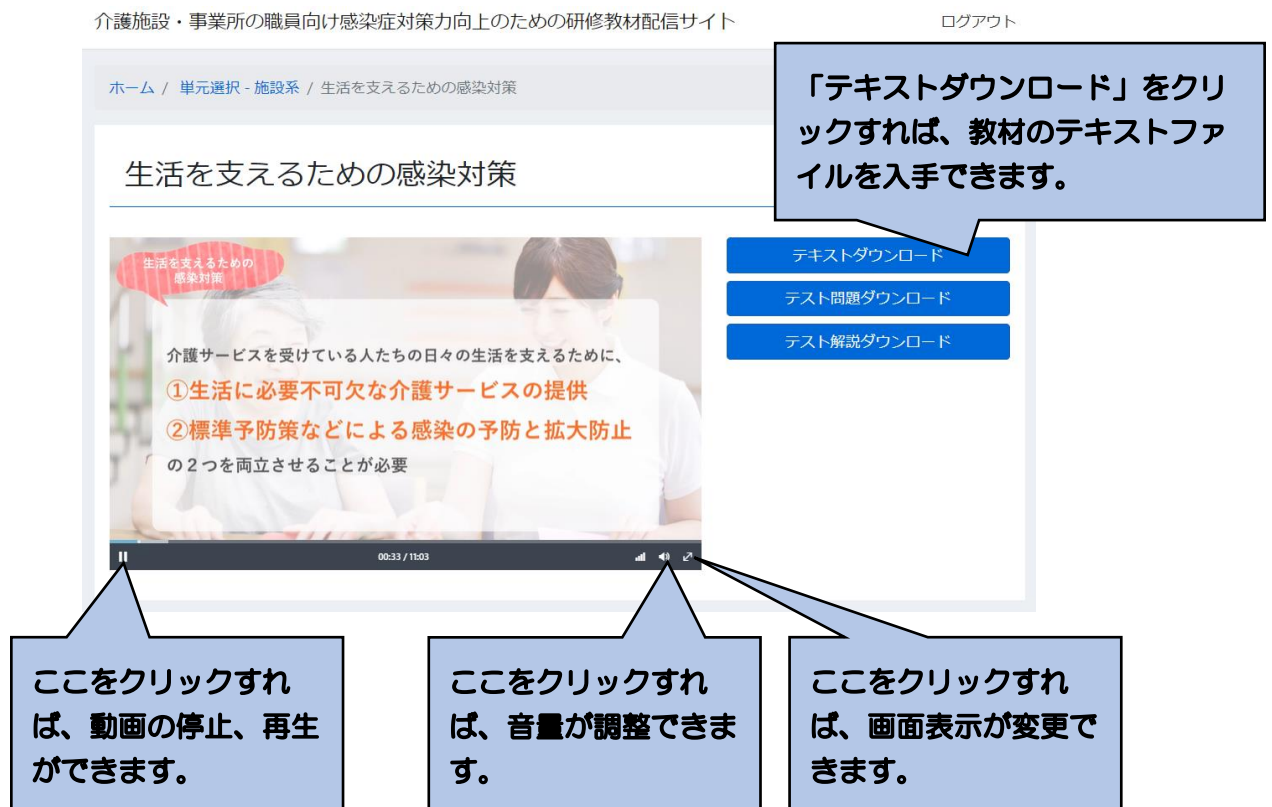 介護施設・事業所の職員向け感染症対策力向上のための研修教材配信サイト
ログアウト
ホーム / 単元選択 - 施設系 / 生活を支えるための感染対策
「テキストダウンロード」をクリ
ックすれば、教材のテキストファ
イルを入手できます。
生活を支えるための感染対策
生活を支えるための
感染対策
介護サービスを受けている人たちの日々の生活を支えるために、
①生活に必要不可欠な介護サービスの提供
②標準予防策などによる感染の予防と拡大防止
の２つを両立させることが必要
00:33 / 11:03
テキストダウンロード
テスト問題ダウンロード
テスト解説ダウンロード
ここをクリックすれ
ば、動画の停止、再生
ができます。
ここをクリックすれ
ば、音量が調整できま
す。
ここをクリックすれ
ば、画面表示が変更で
きます。